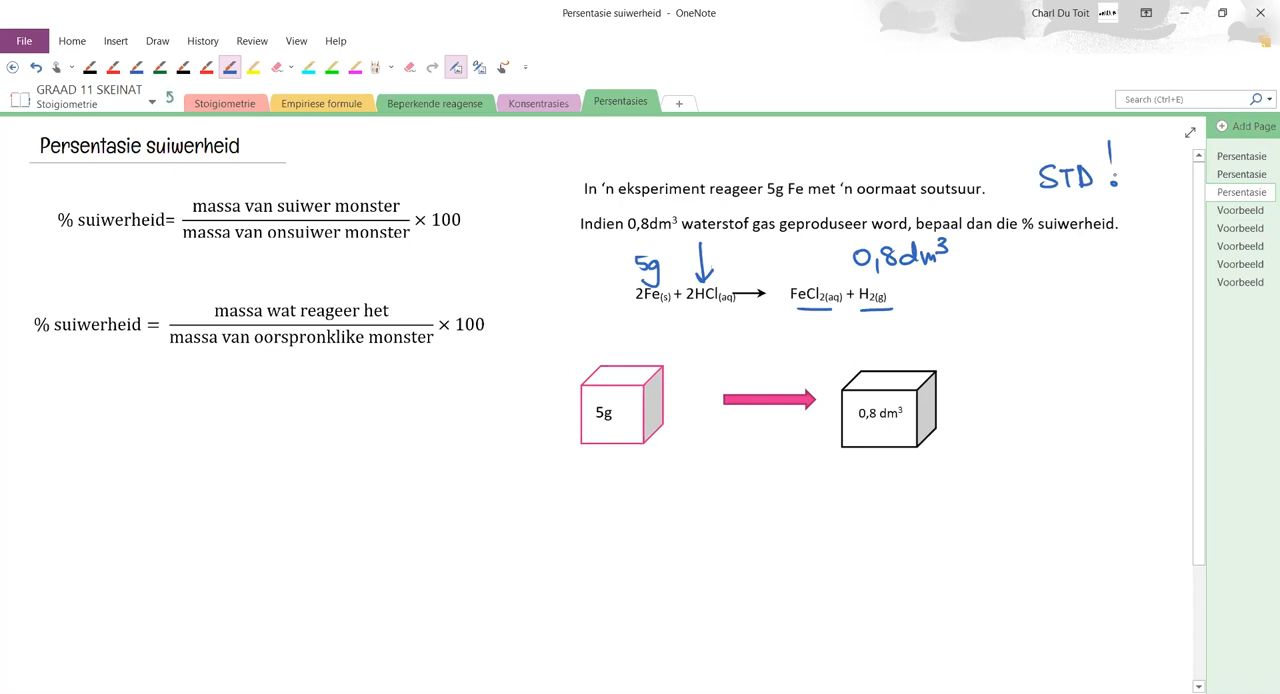 Persentasie suiwerheid - OneNote
Charl Du Toit
File Home Insert Draw History Review View Help
GRAAD 11 SKEINAT
Stoigiometrie
Stoigiometrie Empiriese formule Beperkende reagense Konsentrasies Persentasies +
Search (Ctrl+E)
Add Page
Persentasie
Persentasie
Persentasie
Voorbeeld
Voorbeeld
Voorbeeld
Voorbeeld
Voorbeeld
Persentasie suiwerheid
% suiwerheid= massa van suiwer monster / massa van onsuiwer monster × 100
% suiwerheid = massa wat reageer het / massa van oorspronklike monster × 100
STD!
In ‘n eksperiment reageer 5g Fe met ‘n oormaat soutsuur.
Indien 0,8dm³ waterstof gas geproduseer word, bepaal dan die % suiwerheid.
5g 0,8dm³
2Fe(s) + 2HCl(aq) → FeCl2(aq) + H2(g)
5g 0,8 dm³